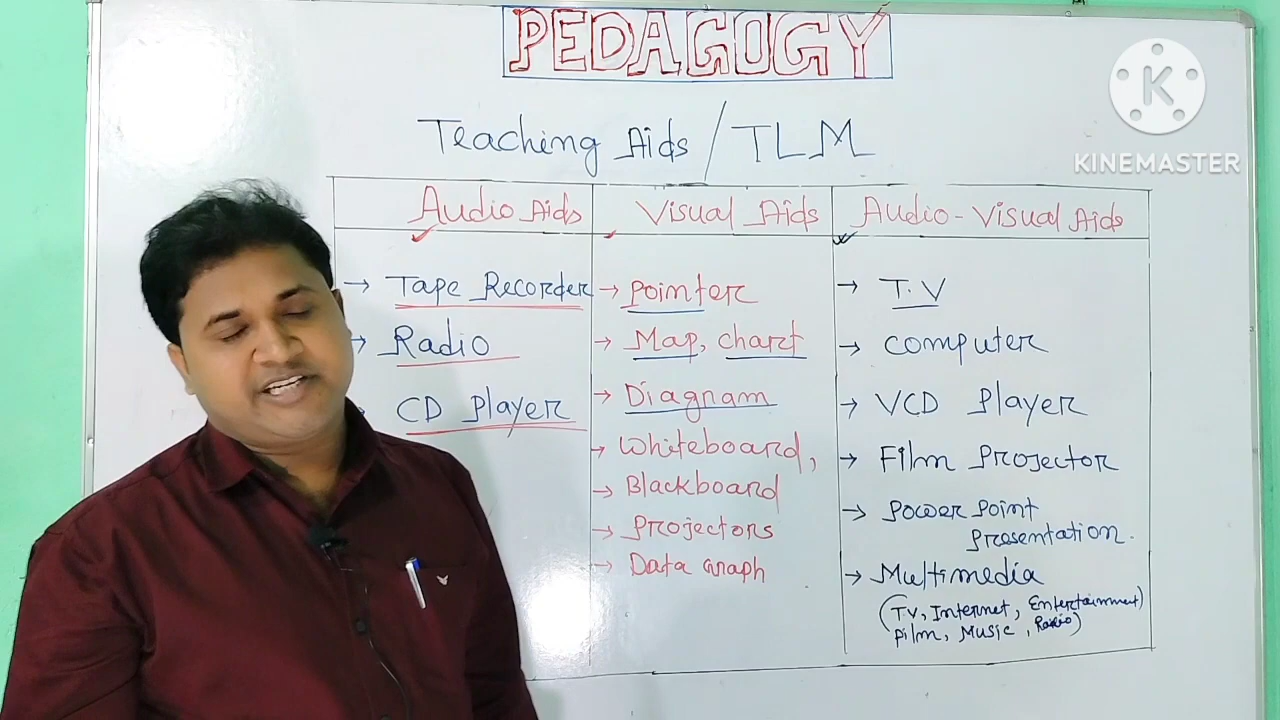 PEDAGOGY
K
KINEMASTER
Teaching Aids / TLM
Audio Aids
→ Tape Recorder
→ Radio
CD Player
Visual Aids
→ Pointer
→ Map, chart
→ Diagram
→ Whiteboard,
→ Blackboard
→ Projectors
→ Data Graph
Audio-Visual Aids
→ T.V
→ Computer
→ VCD Player
→ Film Projector
→ Power Point
Presentation.
→ Multimedia
(TV, Internet, Entertainment)
Film, Music, Radio)